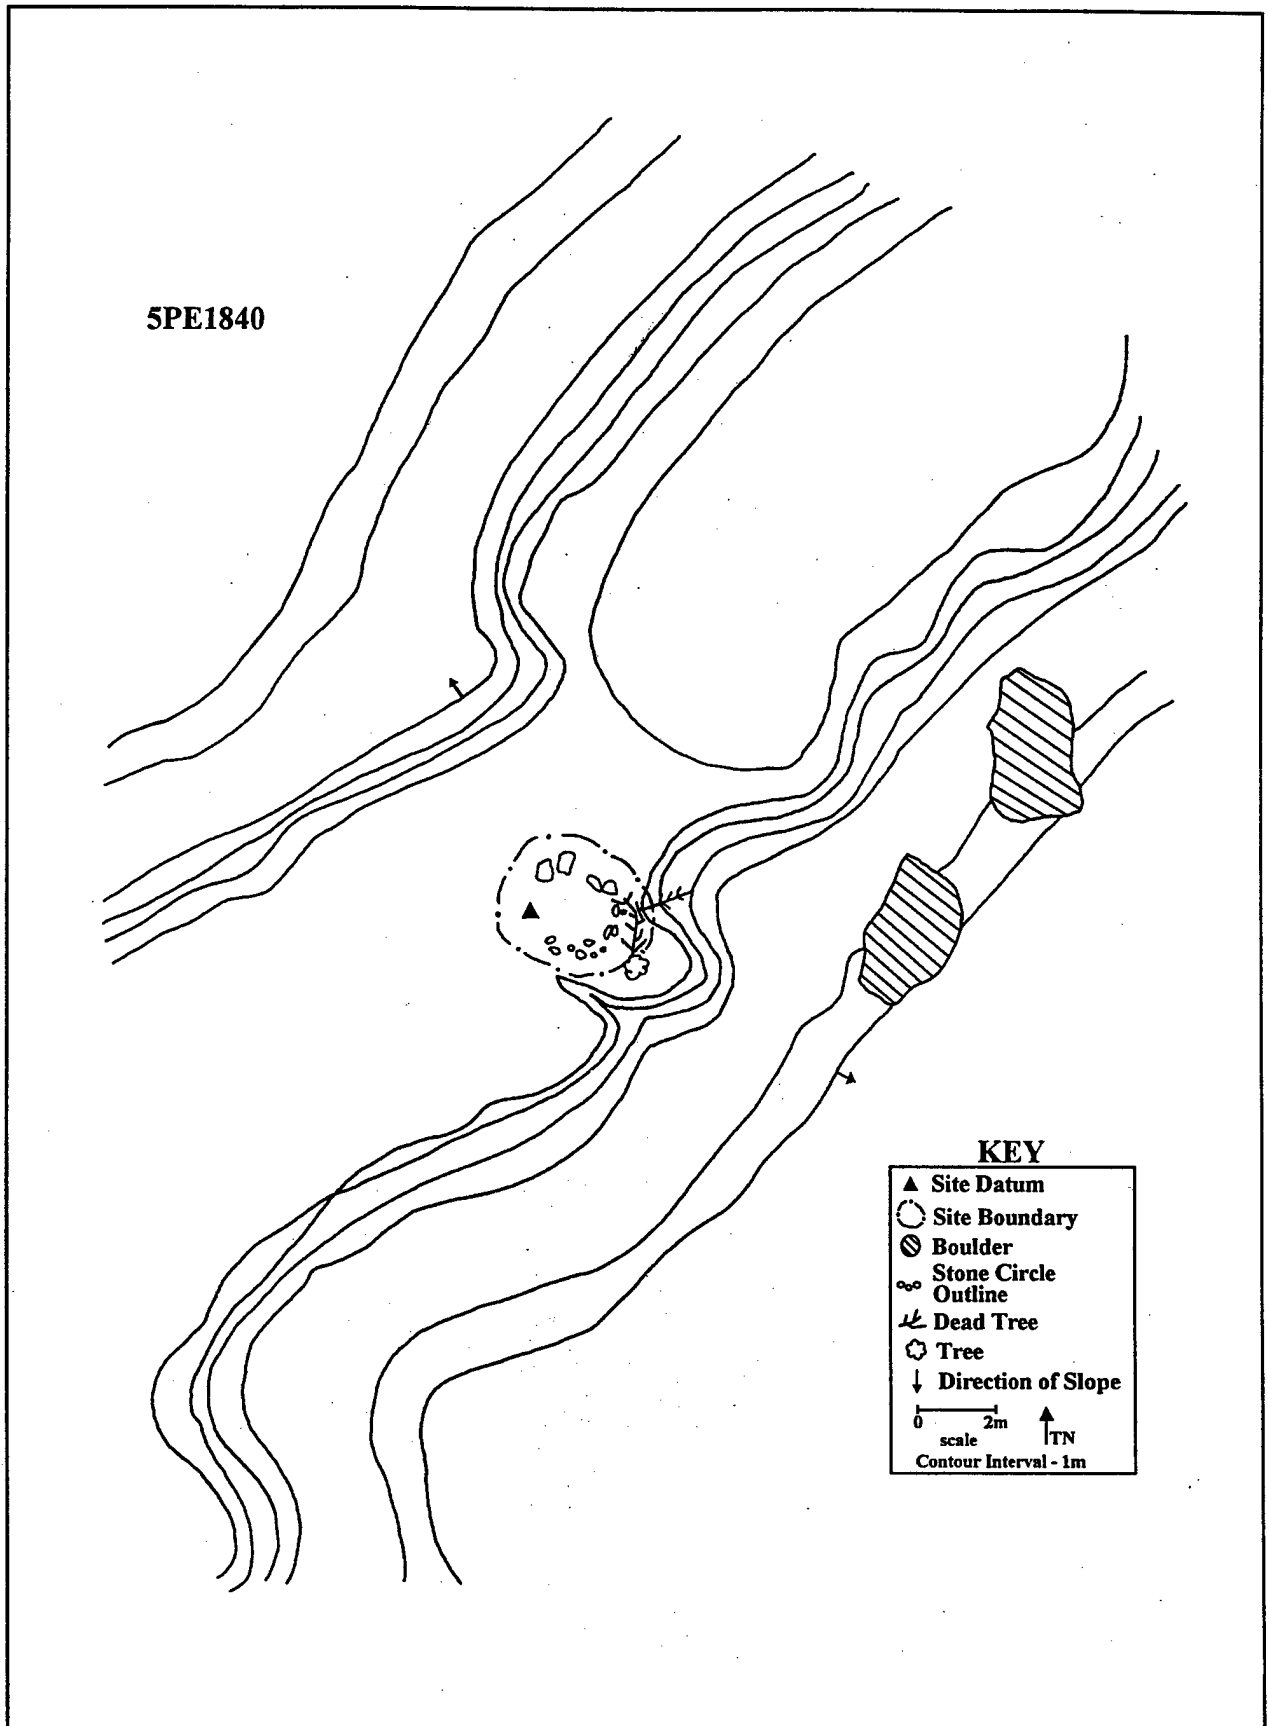 5PE1840
KEY
Site Datum
Site Boundary
Boulder
Stone Circle
Outline
Dead Tree
Tree
Direction of Slope
0 2m
scale
TN
Contour Interval - 1m